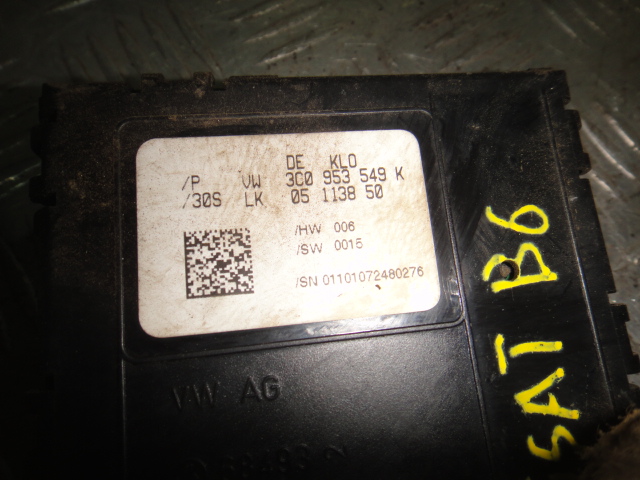 DE KLO
/P VW 3C0 953 549 K
/30S LK 05 1138 50
/HW 006
/SW 0015
/SN 01101072480276
VW AG
SAT B6